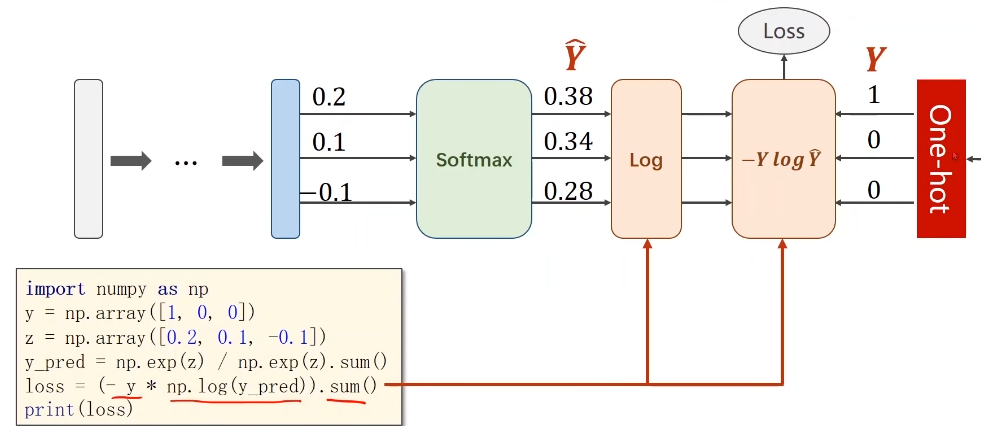 Loss
Ŷ
Y
0.2
0.38
1
0.1
0.34
0
−0.1
0.28
0
...
Softmax
Log
−Y log Ŷ
One-hot
import numpy as np
y = np.array([1, 0, 0])
z = np.array([0.2, 0.1, -0.1])
y_pred = np.exp(z) / np.exp(z).sum()
loss = (- y * np.log(y_pred)).sum()
print(loss)